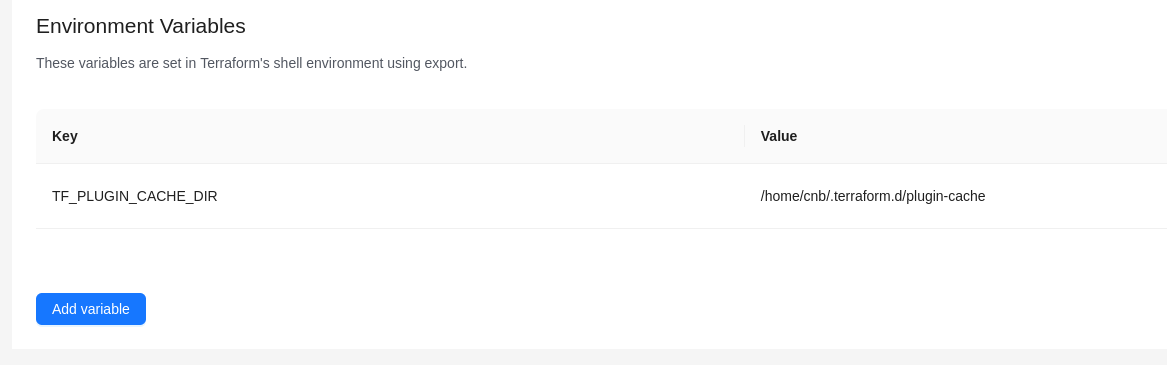 Environment Variables
These variables are set in Terraform's shell environment using export.
Key Value
TF_PLUGIN_CACHE_DIR /home/cnb/.terraform.d/plugin-cache
Add variable